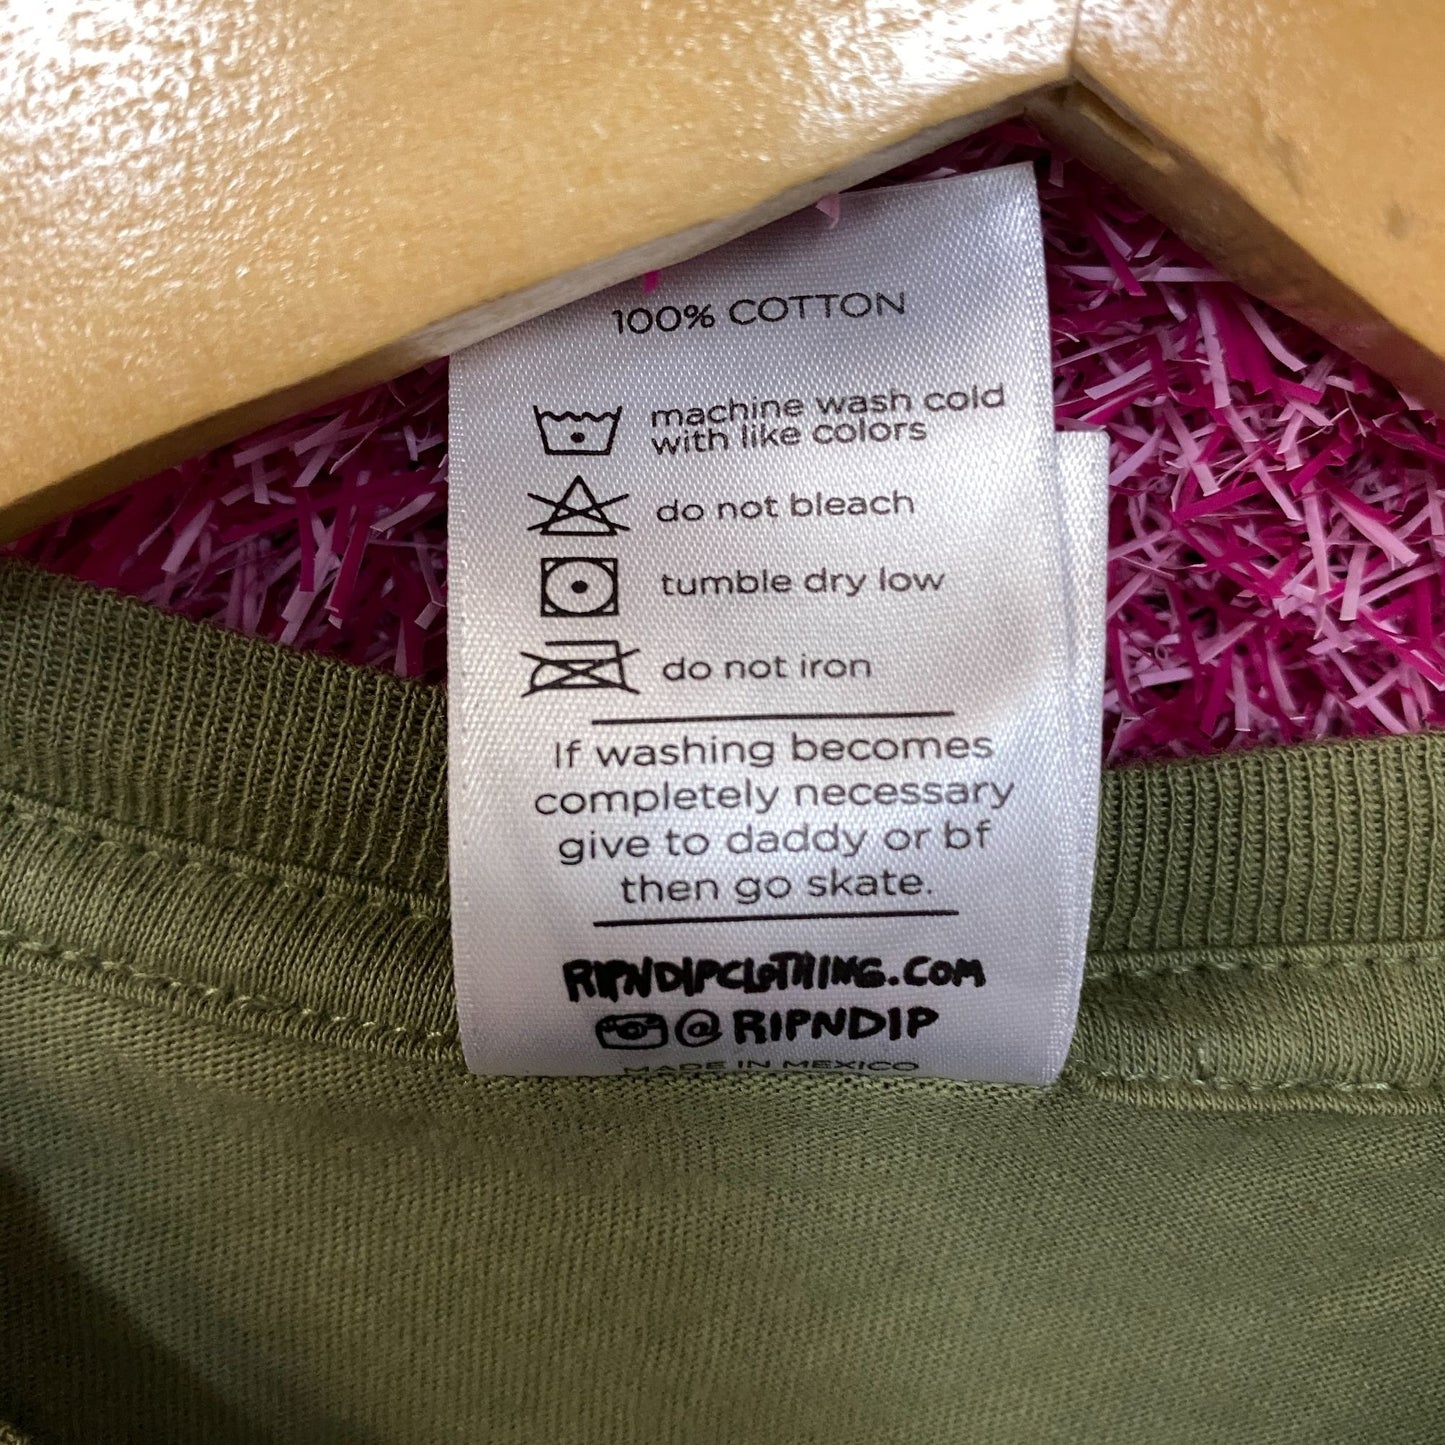 100% COTTON
machine wash cold
with like colors
do not bleach
tumble dry low
do not iron
If washing becomes
completely necessary
give to daddy or bf
then go skate.
RIPNDIPCLOTHING.COM
@RIPNDIP
MADE IN MEXICO